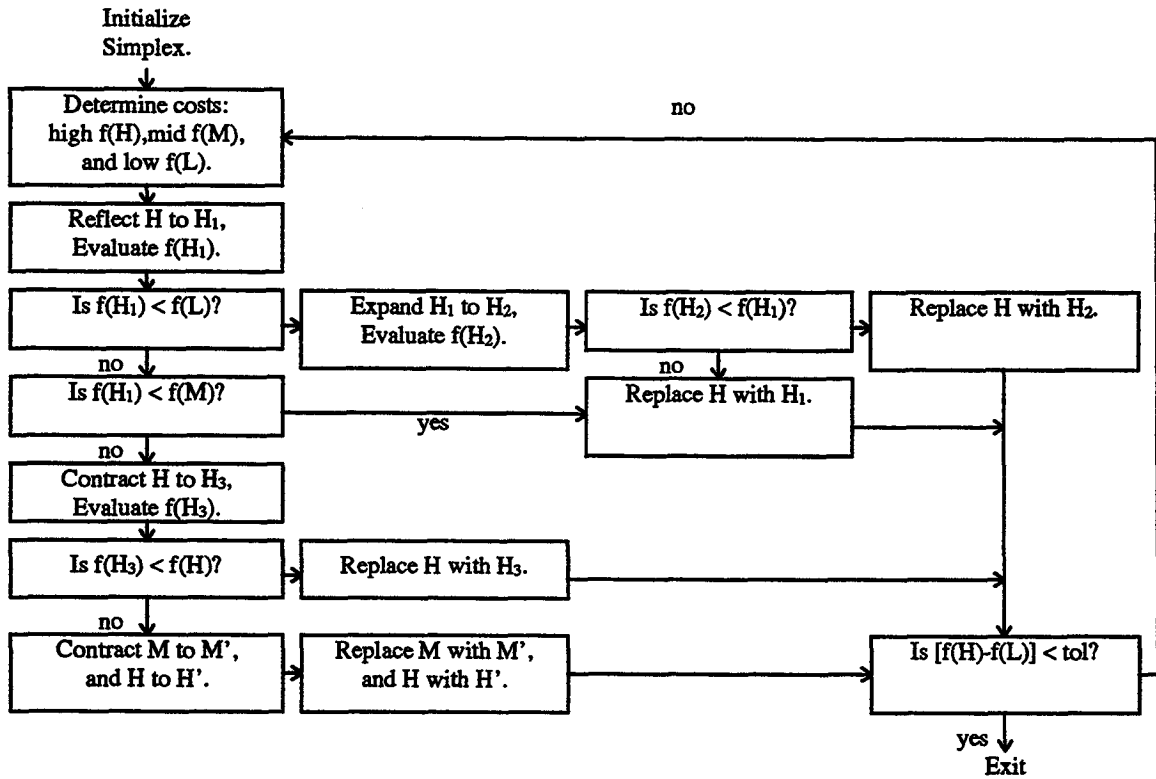 Initialize
Simplex.
Determine costs:
high f(H),mid f(M),
and low f(L).
no
Reflect H to H₁,
Evaluate f(H₁).
Is f(H₁) < f(L)?
Expand H₁ to H₂,
Evaluate f(H₂).
Is f(H₂) < f(H₁)?
Replace H with H₂.
no
no
Is f(H₁) < f(M)?
yes
Replace H with H₁.
no
Contract H to H₃,
Evaluate f(H₃).
Is f(H₃) < f(H)?
Replace H with H₃.
no
Contract M to M’,
and H to H’.
Replace M with M’,
and H with H’.
Is [f(H)-f(L)] < tol?
yes
Exit